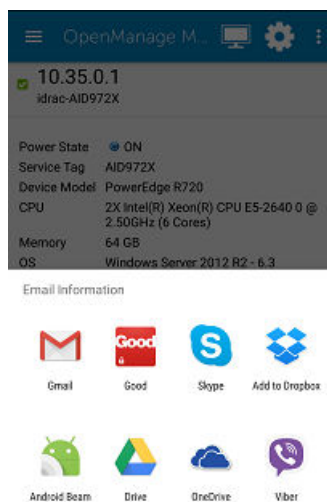 OpenManage M...
10.35.0.1
idrac-AID972X
Power State ON
Service Tag AID972X
Device Model PowerEdge R720
CPU 2X Intel(R) Xeon(R) CPU E5-2640 0 @
2.50GHz (6 Cores)
Memory 64 GB
OS Windows Server 2012 R2 - 6.3
Email Information
Good
Gmail Good Skype Add to Dropbox
Android Beam Drive OneDrive Viber